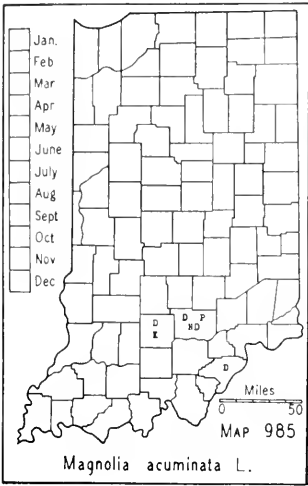 Jan.
Feb
Mar
Apr
May
June
July
Aug
Sept
Oct
Nov
Dec
D
K
D P
ND
D
Miles
0 50
MAP 985
Magnolia acuminata L.